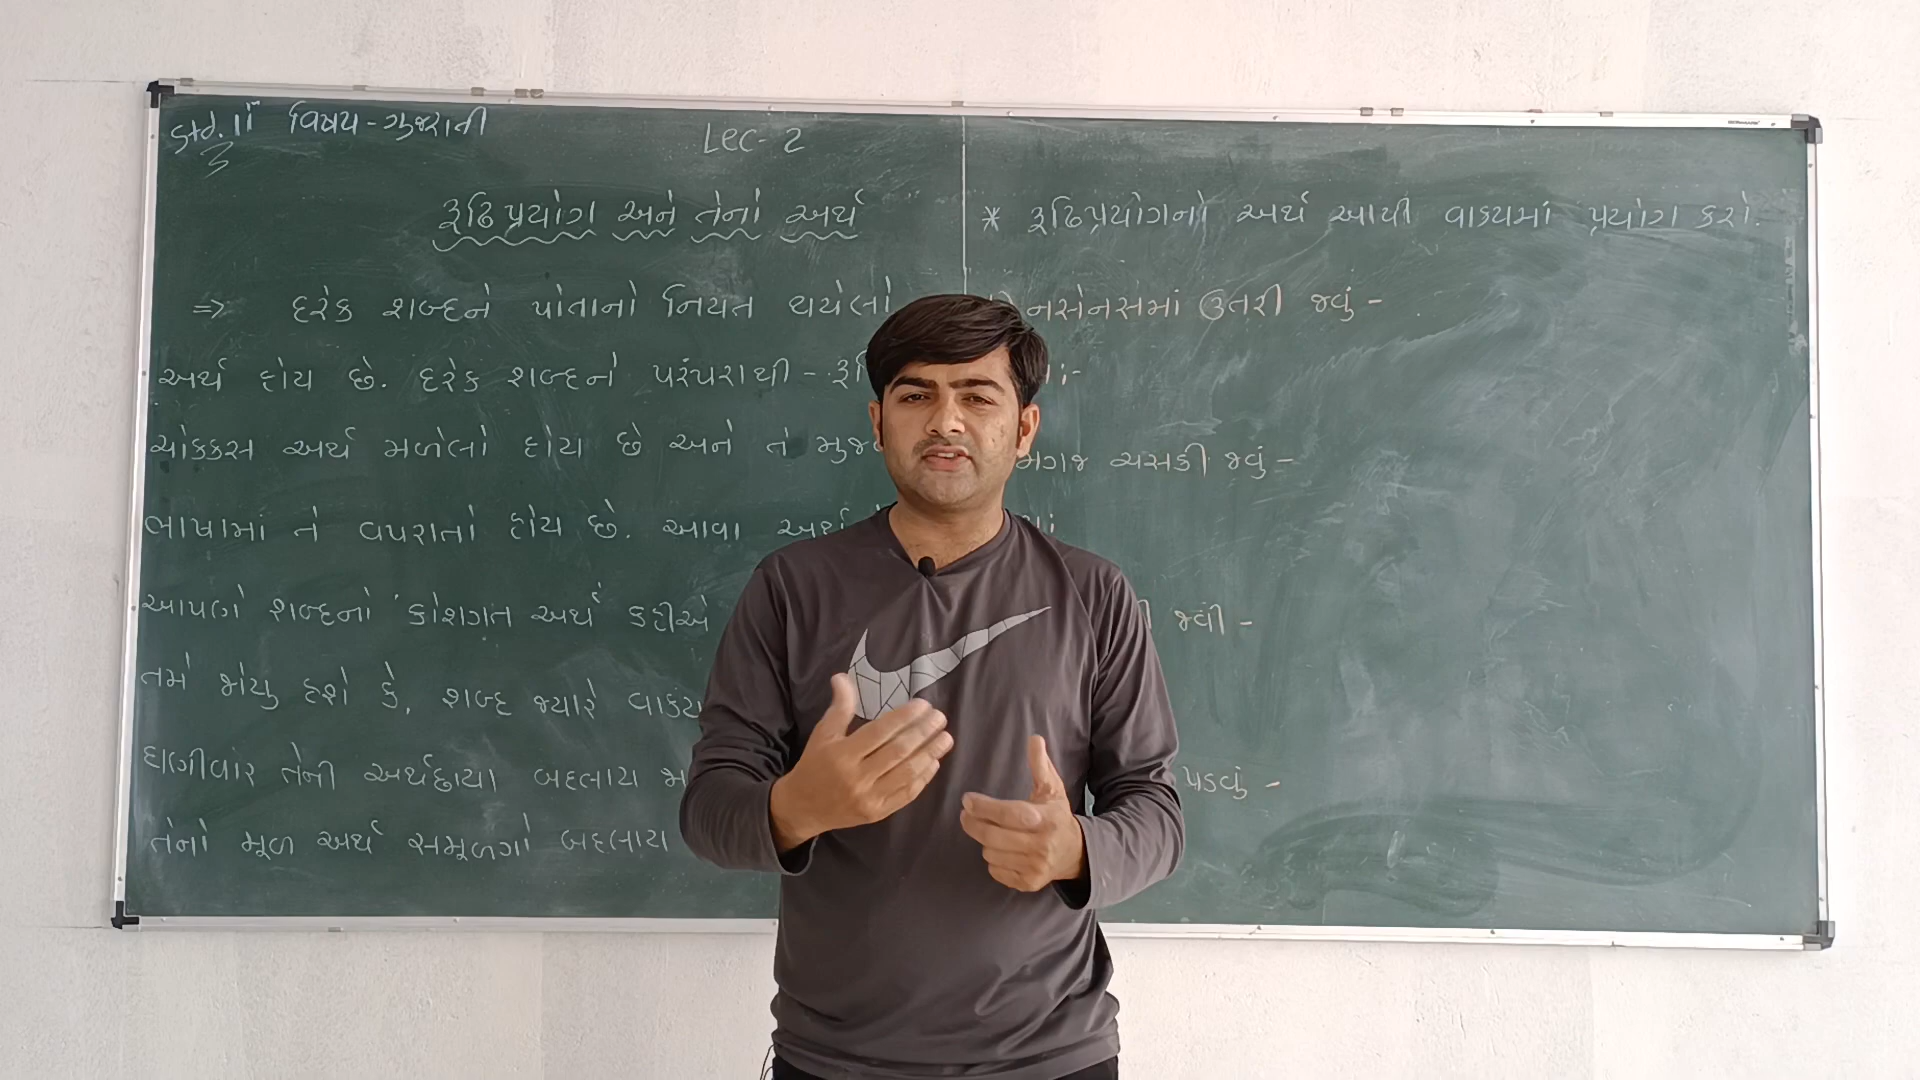 Std. 11 વિષય - ગુજરાતી
Lec - 2
રૂઢિપ્રયોગ અને તેનો અર્થ
⇒ દરેક શબ્દને પોતાનો નિયત થયેલો
અર્થ હોય છે. દરેક શબ્દને પરંપરાથી -
ચોકકસ અર્થ મળેલો હોય છે અને તે
ભાષામાં તે વપરાતો હોય છે. આવા
આપણે શબ્દનો 'કોશગત અર્થ' કહીએ
તમે જોયુ હશે કે, શબ્દ જ્યારે
ઘણીવાર તેની અર્થછાયા બદલાય
તેનો મૂળ અર્થ સમૂળગો બદલાય
* રૂઢિપ્રયોગનો અર્થ આપી વાક્યમાં પ્રયોગ કરો.
નસેનસમાં ઉતરી જવું -
મગજ ચસકી જવું -
જવી -
પડવું -